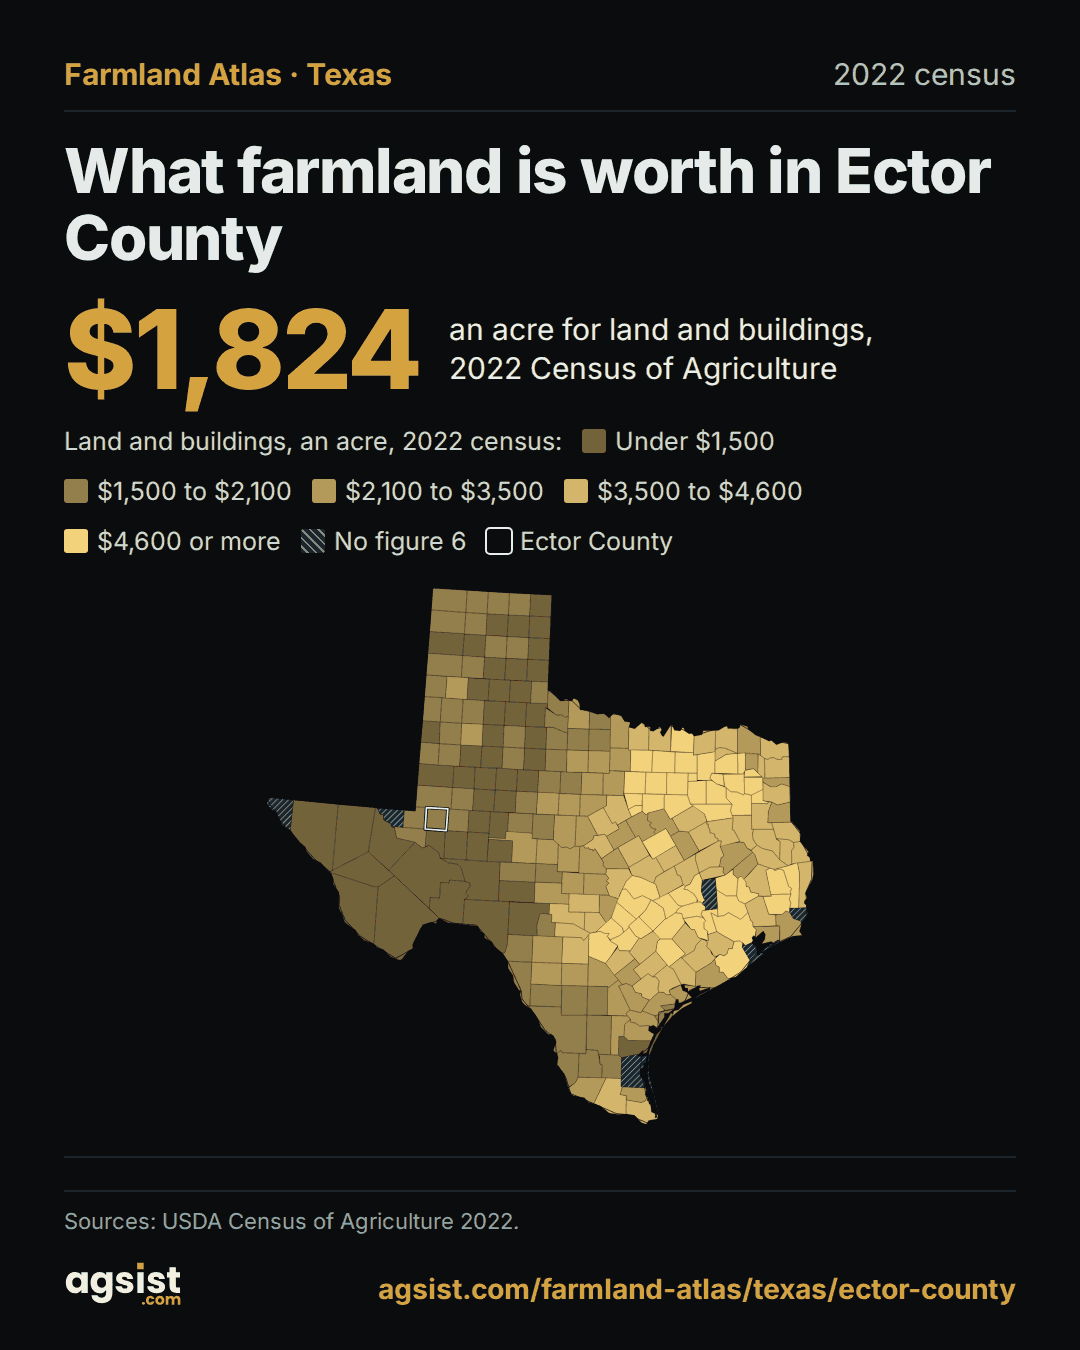 Farmland Atlas · Texas
2022 census
What farmland is worth in Ector
County
$1,824
an acre for land and buildings,
2022 Census of Agriculture
Land and buildings, an acre, 2022 census: Under $1,500
$1,500 to $2,100 $2,100 to $3,500 $3,500 to $4,600
$4,600 or more No figure 6 Ector County
Sources: USDA Census of Agriculture 2022.
agsist
.com
agsist.com/farmland-atlas/texas/ector-county